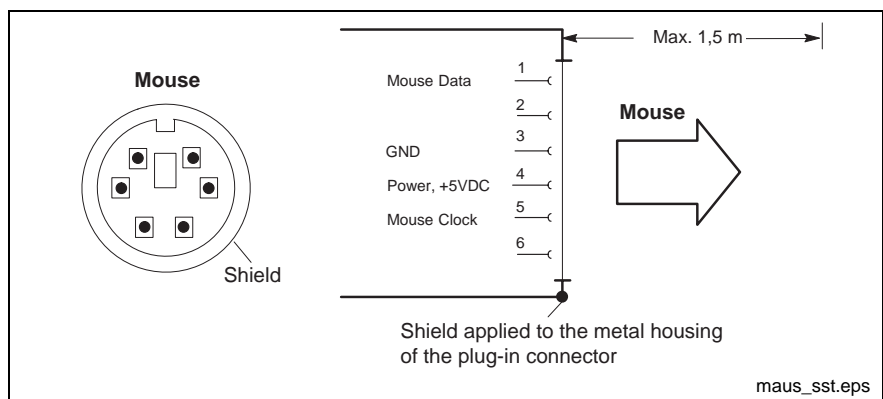 Mouse
Shield
Max. 1,5 m
Mouse Data 1
2
GND 3
Power, +5VDC 4
Mouse Clock 5
6
Mouse
Shield applied to the metal housing
of the plug-in connector
maus_sst.eps